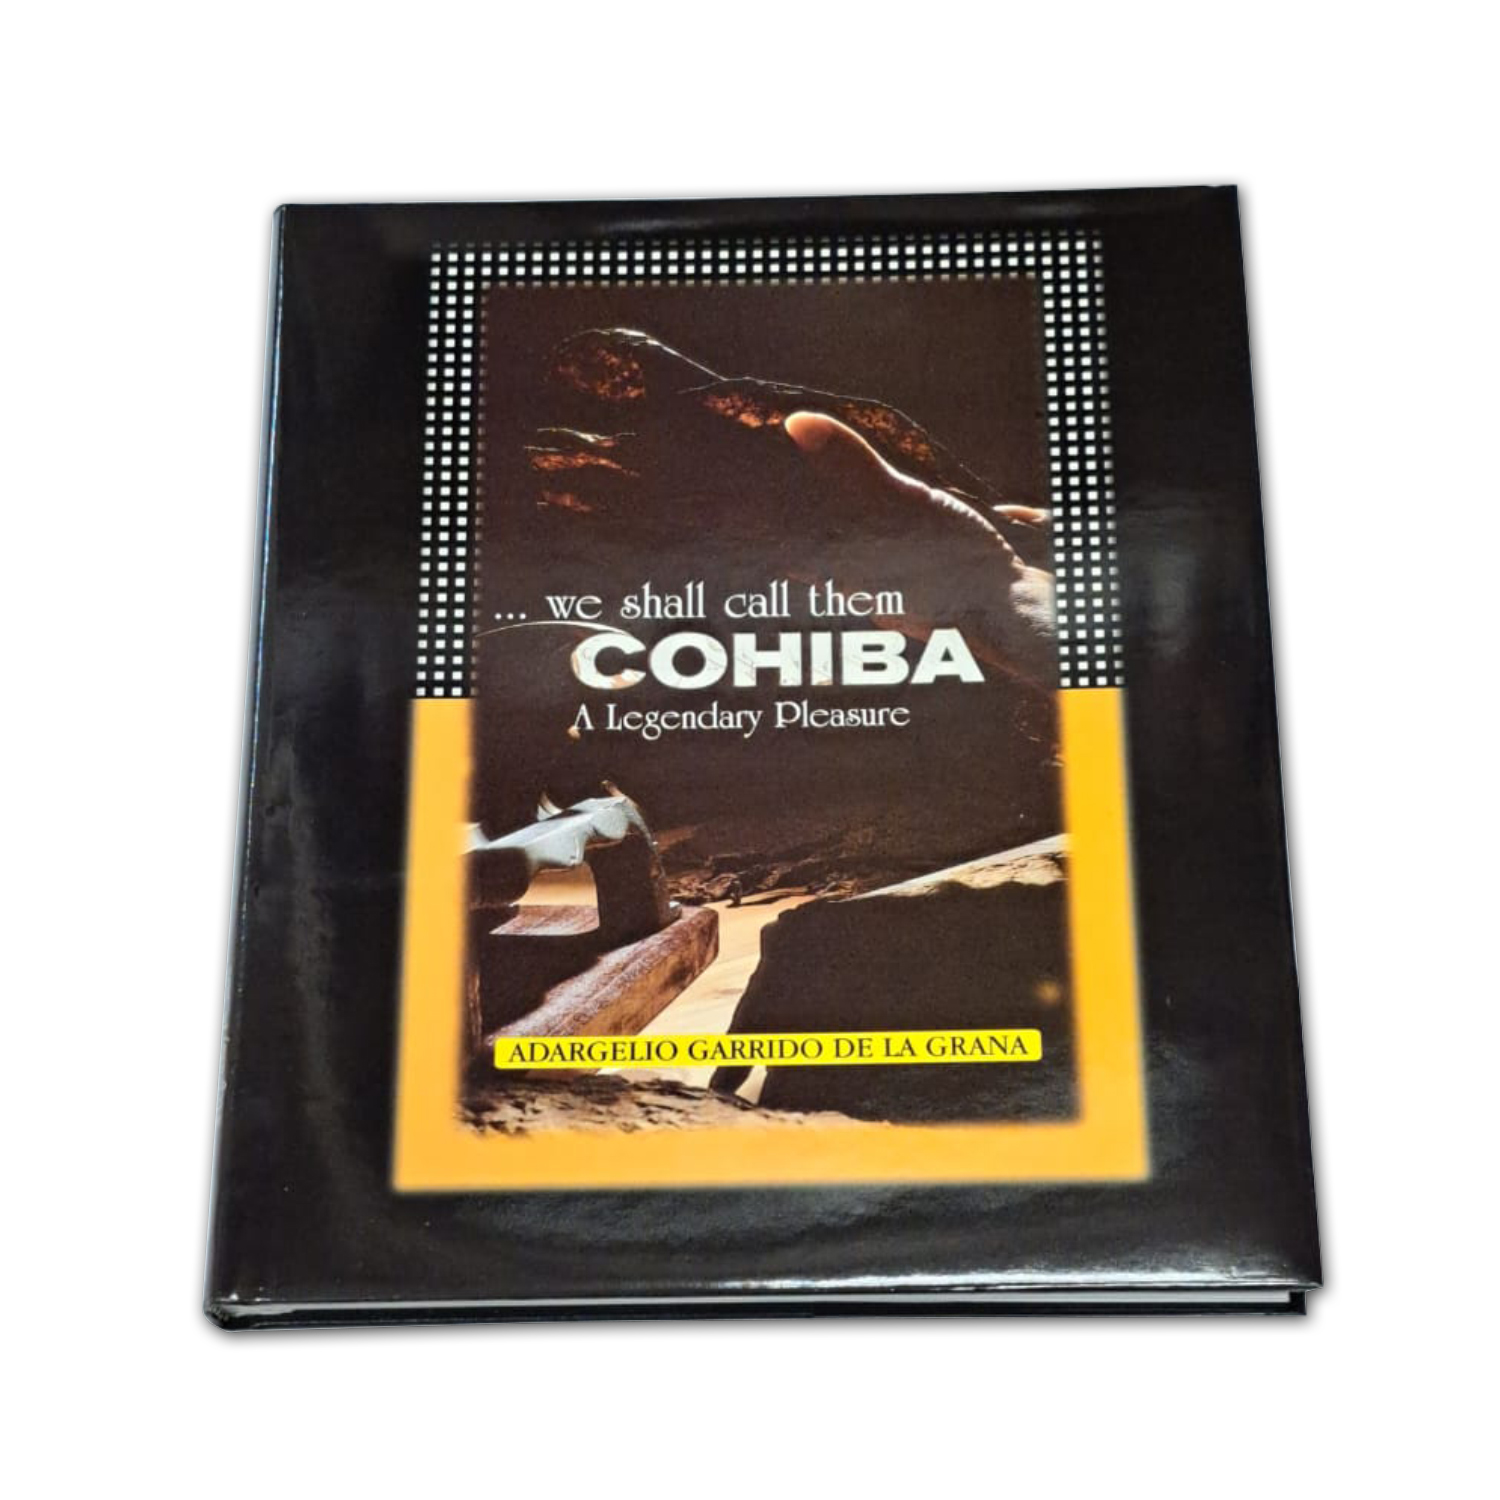 ... we shall call them
COHIBA
A Legendary Pleasure
ADARGELIO GARRIDO DE LA GRANA